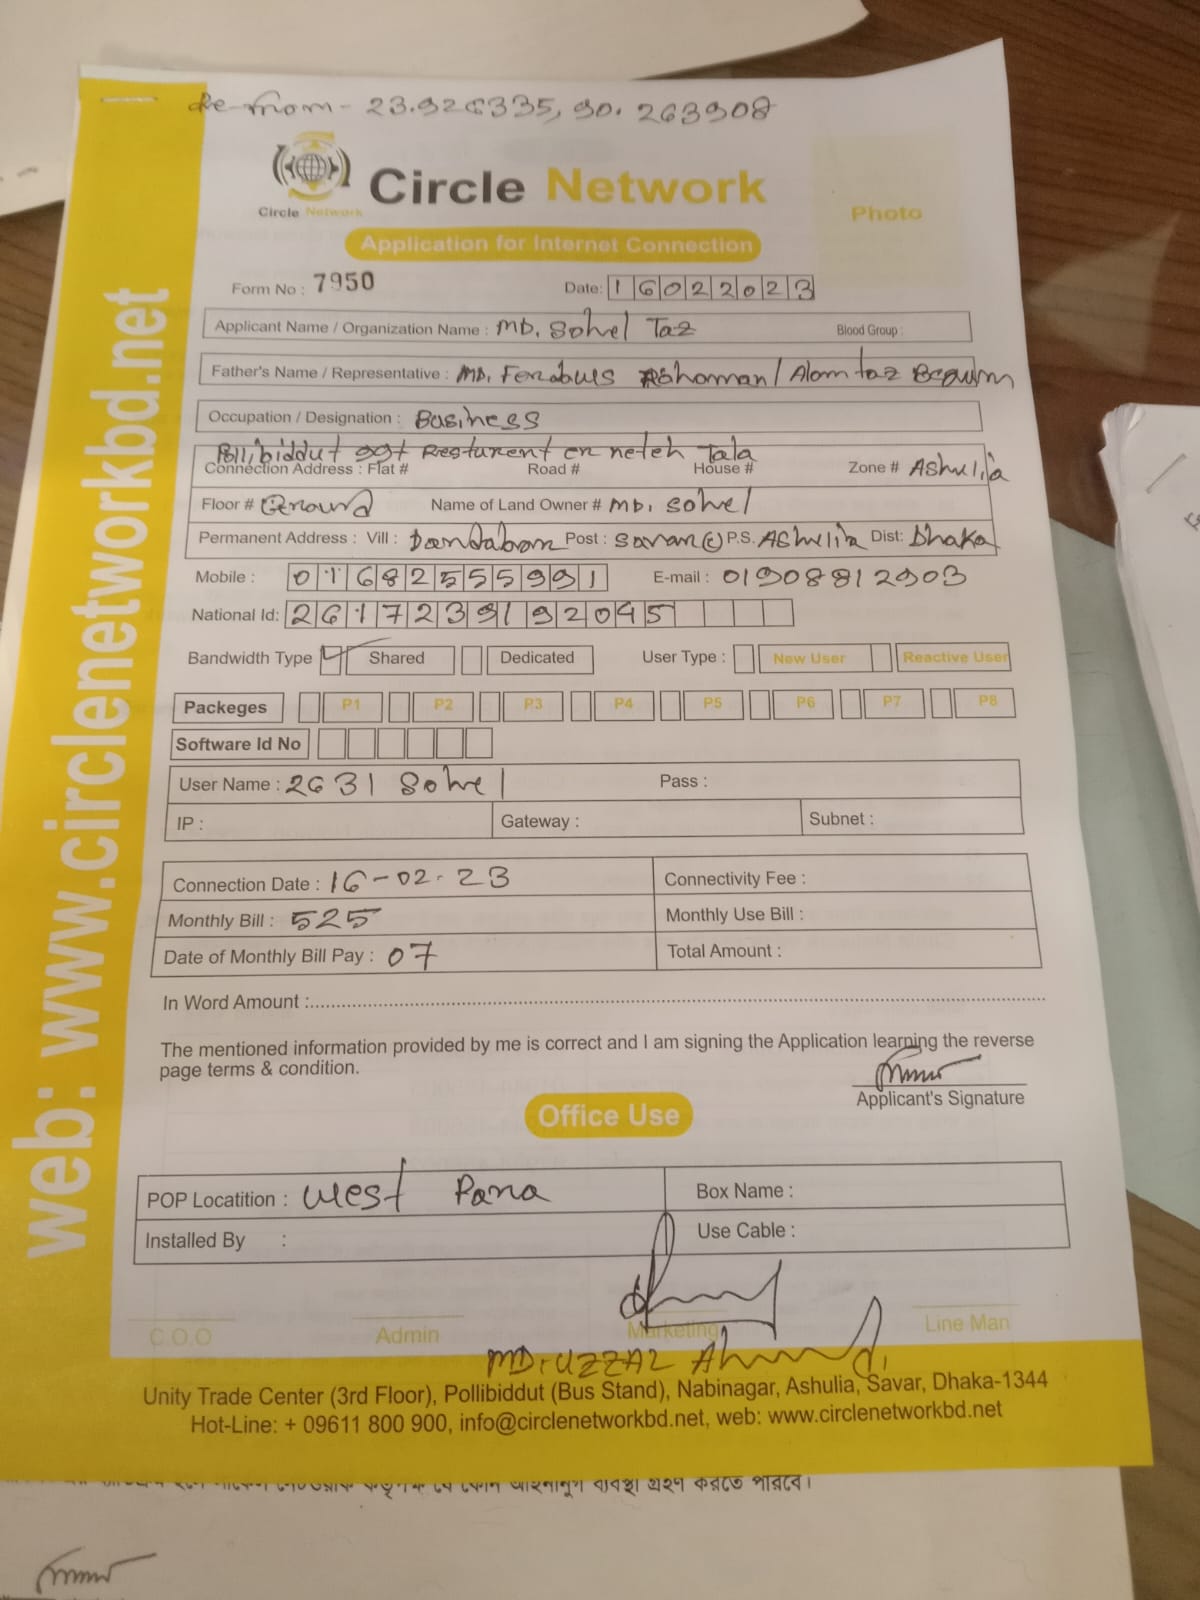 23.926335, 90.263908
Circle Network
Circle Network
Photo
Application for Internet Connection
Form No : 7950 Date: 16022023
Applicant Name / Organization Name : MD. Sohel Taz Blood Group :
Father's Name / Representative : MD. Ferdous Rahoman / Alom taz Begum
Occupation / Designation : Business
Pollibiddut Resturent er neteh Tala
Connection Address : Flat # Road # House # Zone # Ashulia
Floor # Ground Name of Land Owner # MD. Sohel
Permanent Address : Vill : Dendabor Post : Savar P.S. Ashulia Dist: Dhaka
Mobile : 01682555991 E-mail : 01908812903
National Id: 2617239192045
Bandwidth Type Shared Dedicated User Type : New User Reactive User
Packeges P1 P2 P3 P4 P5 P6 P7 P8
Software Id No
User Name : 2631 Sohel Pass :
IP : Gateway : Subnet :
Connection Date : 16-02-23 Connectivity Fee :
Monthly Bill : 525 Monthly Use Bill :
Date of Monthly Bill Pay : 07 Total Amount :
In Word Amount :
The mentioned information provided by me is correct and I am signing the Application learning the reverse
page terms & condition.
Applicant's Signature
Office Use
POP Locatition : West Para Box Name :
Installed By : Use Cable :
C.O.O Admin Marketing Line Man
MD. UZZAL Ahmed
Unity Trade Center (3rd Floor), Pollibiddut (Bus Stand), Nabinagar, Ashulia, Savar, Dhaka-1344
Hot-Line: + 09611 800 900, info@circlenetworkbd.net, web: www.circlenetworkbd.net
web: www.circlenetworkbd.net
ব্যবস্থা গ্রহণ করতে পারবে।